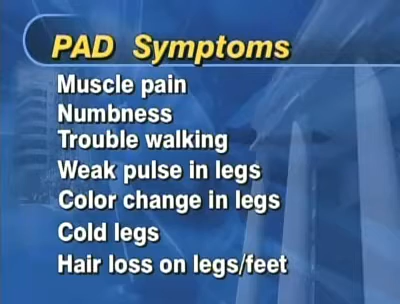 PAD Symptoms
Muscle pain
Numbness
Trouble walking
Weak pulse in legs
Color change in legs
Cold legs
Hair loss on legs/feet